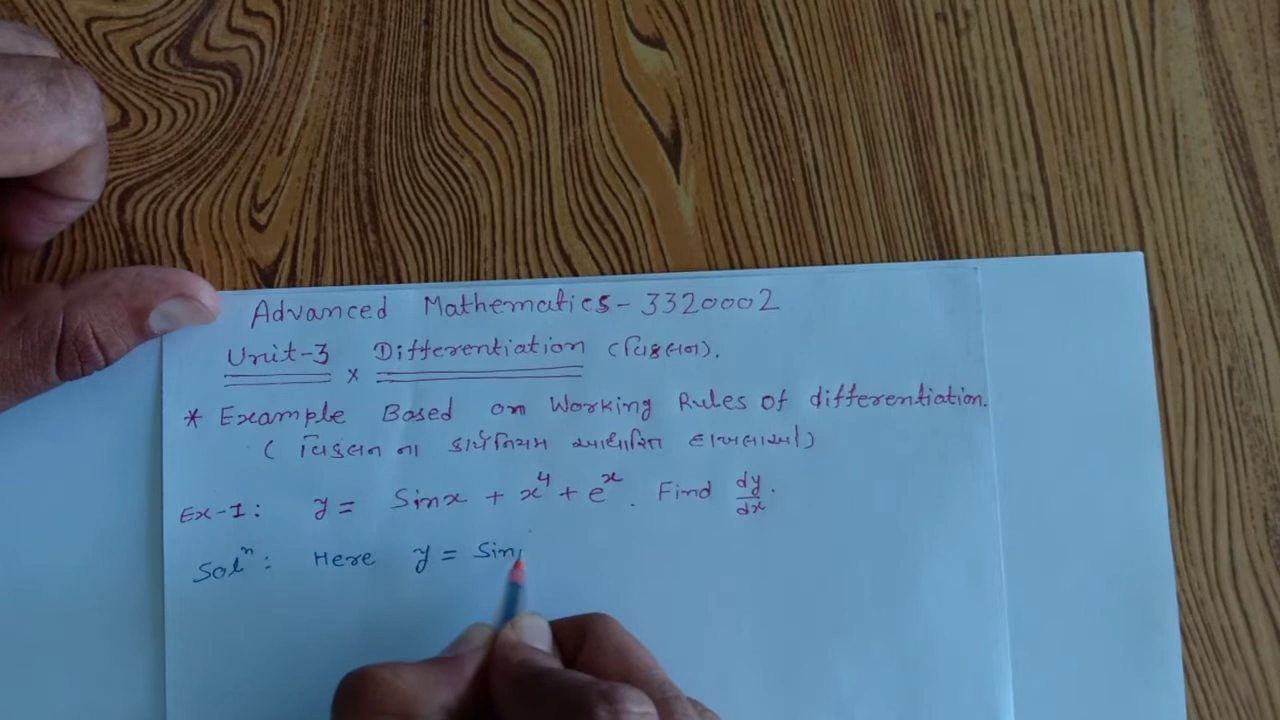 Advanced Mathematics - 3320002
Unit-3 x Differentiation (વિકલન).
* Example Based on Working Rules of differentiation.
( વિકલન ના કાર્યનિયમ આધારિત દાખલાઓ)
Ex-1: y = Sinx + x⁴ + eˣ. Find dy/dx.
Solⁿ: Here y = Sin